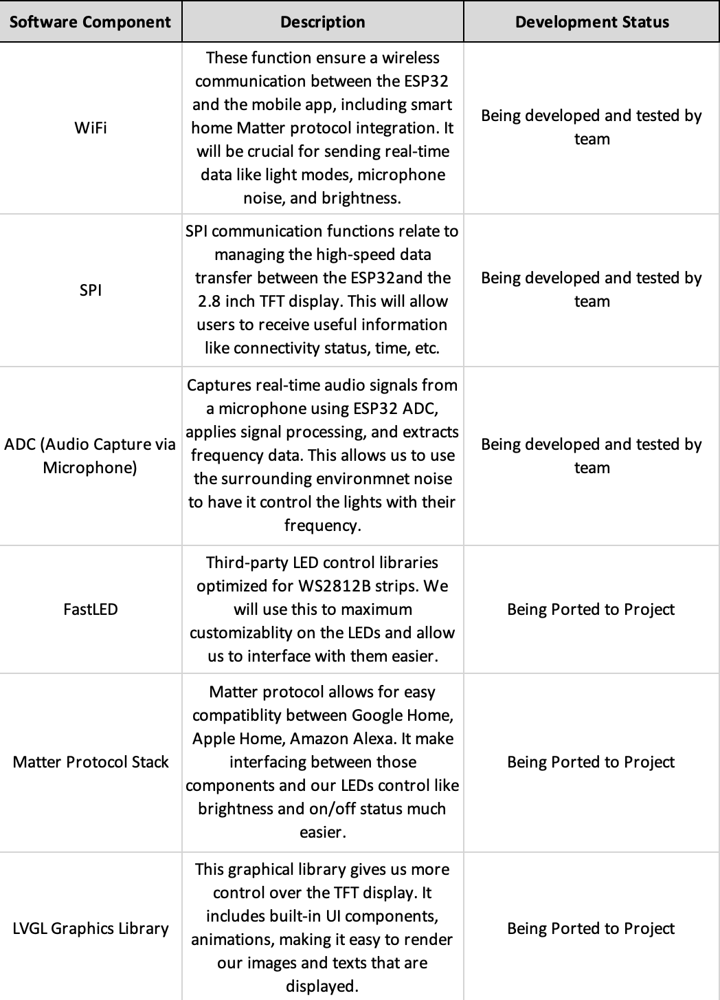 Software Component
Description
Development Status
WiFi
These function ensure a wireless
communication between the ESP32
and the mobile app, including smart
home Matter protocol integration. It
will be crucial for sending real-time
data like light modes, microphone
noise, and brightness.
Being developed and tested by
team
SPI
SPI communication functions relate to
managing the high-speed data
transfer between the ESP32and the
2.8 inch TFT display. This will allow
users to receive useful information
like connectivity status, time, etc.
Being developed and tested by
team
ADC (Audio Capture via
Microphone)
Captures real-time audio signals from
a microphone using ESP32 ADC,
applies signal processing, and extracts
frequency data. This allows us to use
the surrounding environmnet noise
to have it control the lights with their
frequency.
Being developed and tested by
team
FastLED
Third-party LED control libraries
optimized for WS2812B strips. We
will use this to maximum
customizablity on the LEDs and allow
us to interface with them easier.
Being Ported to Project
Matter Protocol Stack
Matter protocol allows for easy
compatiblity between Google Home,
Apple Home, Amazon Alexa. It make
interfacing between those
components and our LEDs control like
brightness and on/off status much
easier.
Being Ported to Project
LVGL Graphics Library
This graphical library gives us more
control over the TFT display. It
includes built-in UI components,
animations, making it easy to render
our images and texts that are
displayed.
Being Ported to Project